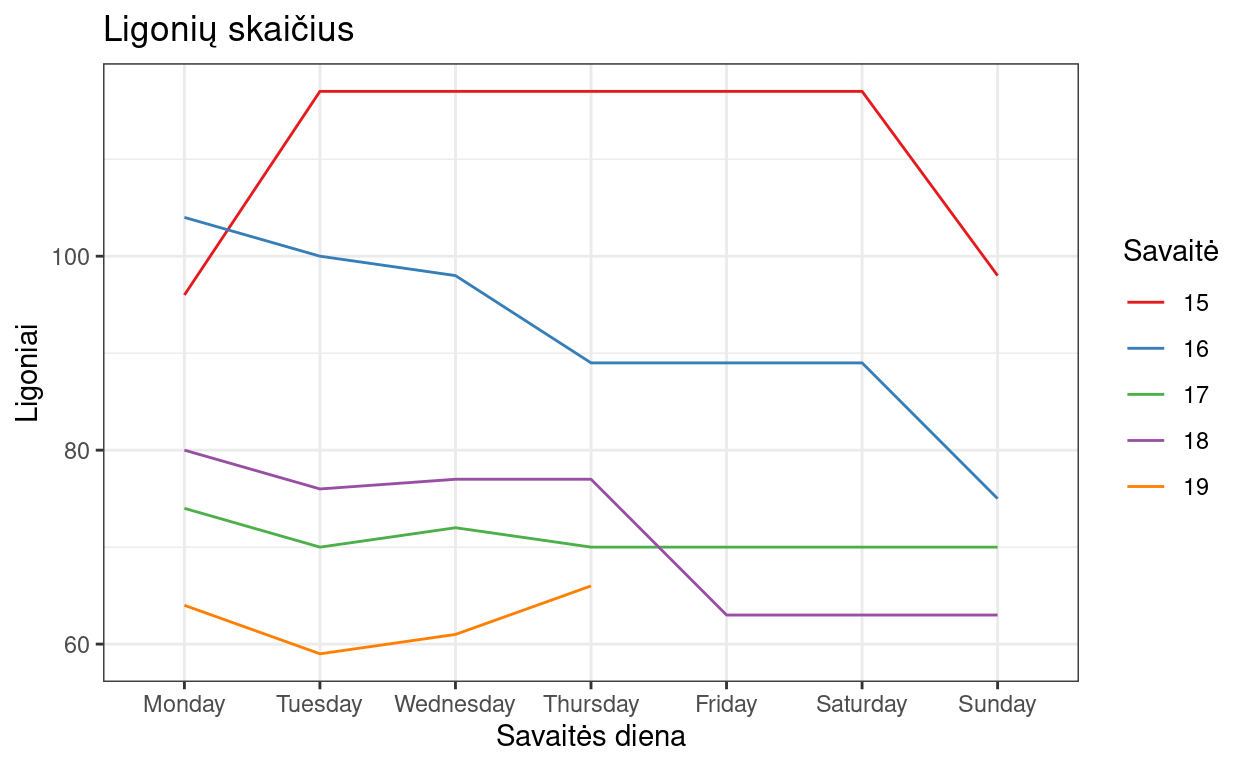 Ligonių skaičius
Ligoniai
100
80
60
Monday Tuesday Wednesday Thursday Friday Saturday Sunday
Savaitės diena
Savaitė
15
16
17
18
19